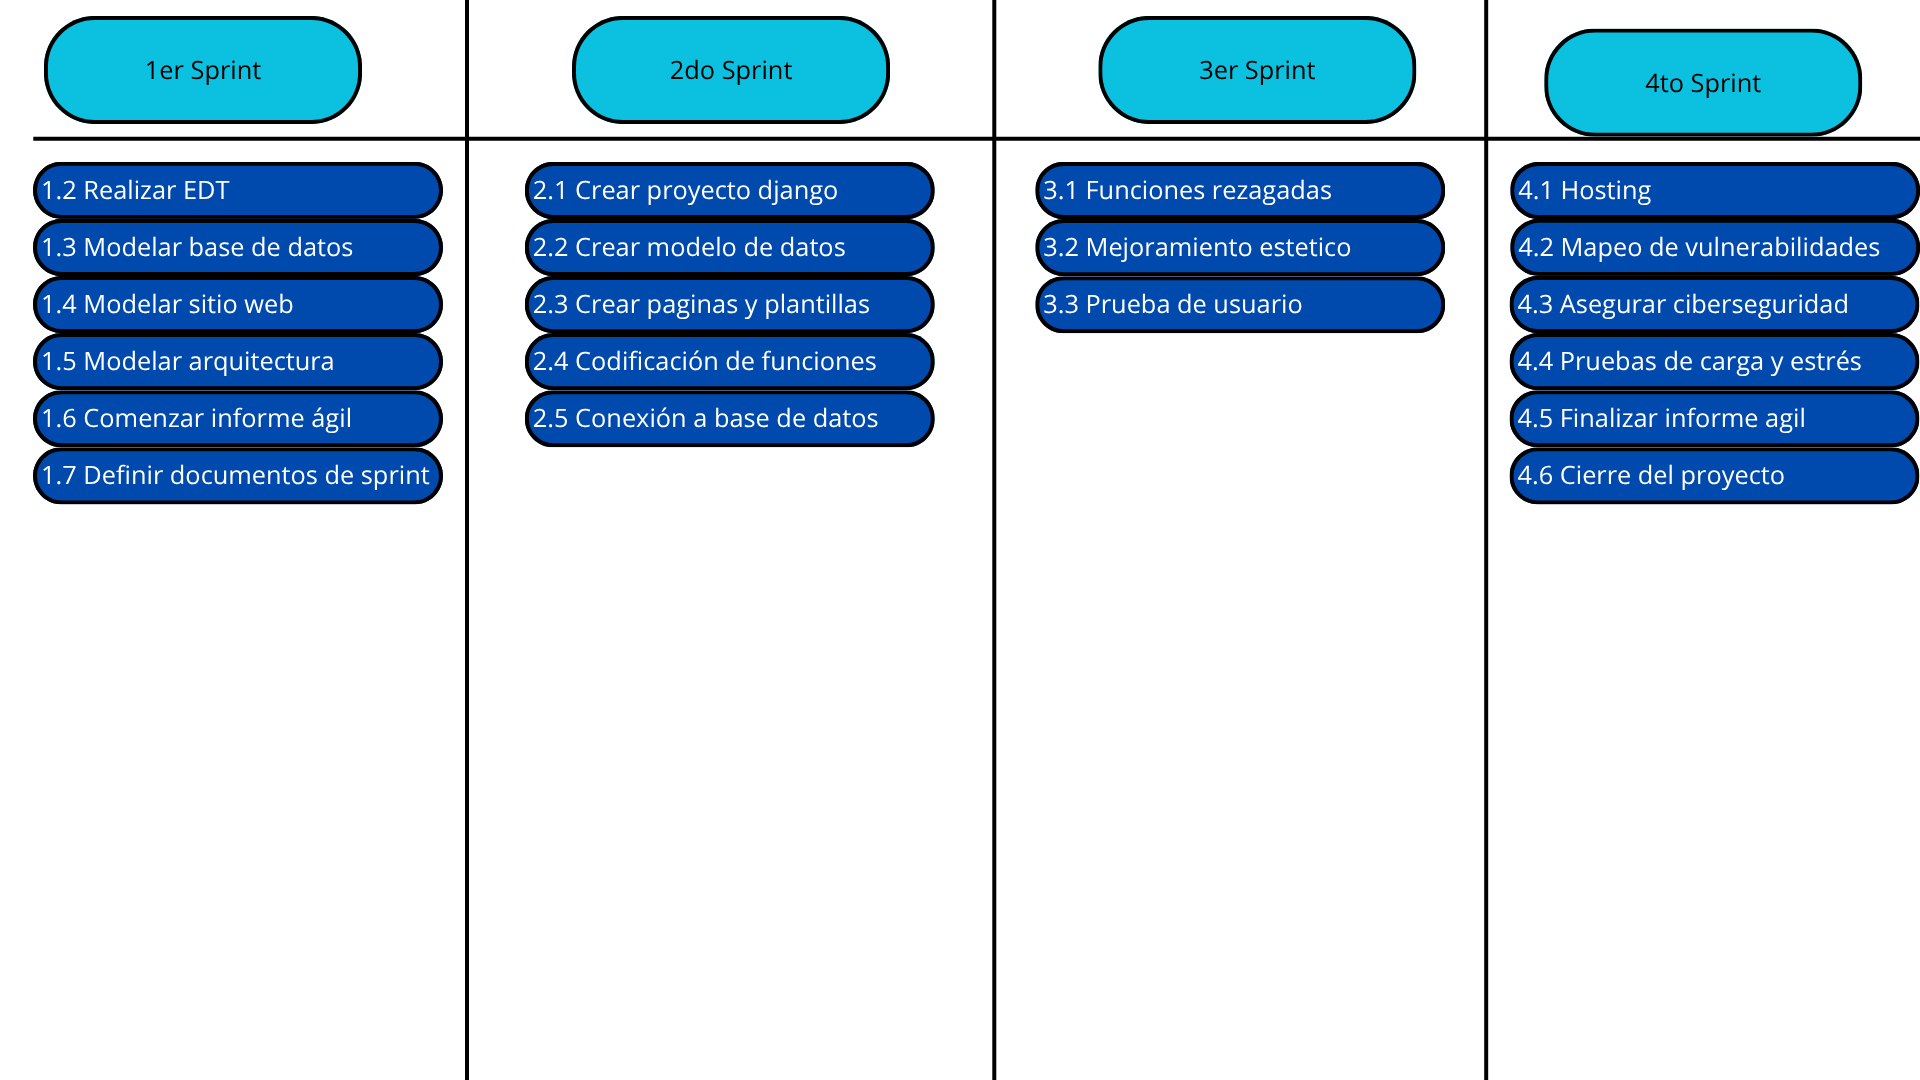 1er Sprint
2do Sprint
3er Sprint
4to Sprint
1.2 Realizar EDT
1.3 Modelar base de datos
1.4 Modelar sitio web
1.5 Modelar arquitectura
1.6 Comenzar informe ágil
1.7 Definir documentos de sprint
2.1 Crear proyecto django
2.2 Crear modelo de datos
2.3 Crear paginas y plantillas
2.4 Codificación de funciones
2.5 Conexión a base de datos
3.1 Funciones rezagadas
3.2 Mejoramiento estetico
3.3 Prueba de usuario
4.1 Hosting
4.2 Mapeo de vulnerabilidades
4.3 Asegurar ciberseguridad
4.4 Pruebas de carga y estrés
4.5 Finalizar informe agil
4.6 Cierre del proyecto